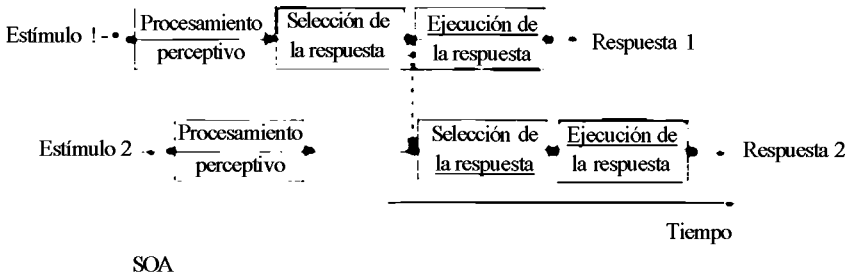 Estímulo ! Procesamiento perceptivo Selección de la respuesta Ejecución de la respuesta Respuesta 1
Estímulo 2 Procesamiento perceptivo Selección de la respuesta Ejecución de la respuesta Respuesta 2
Tiempo
SOA